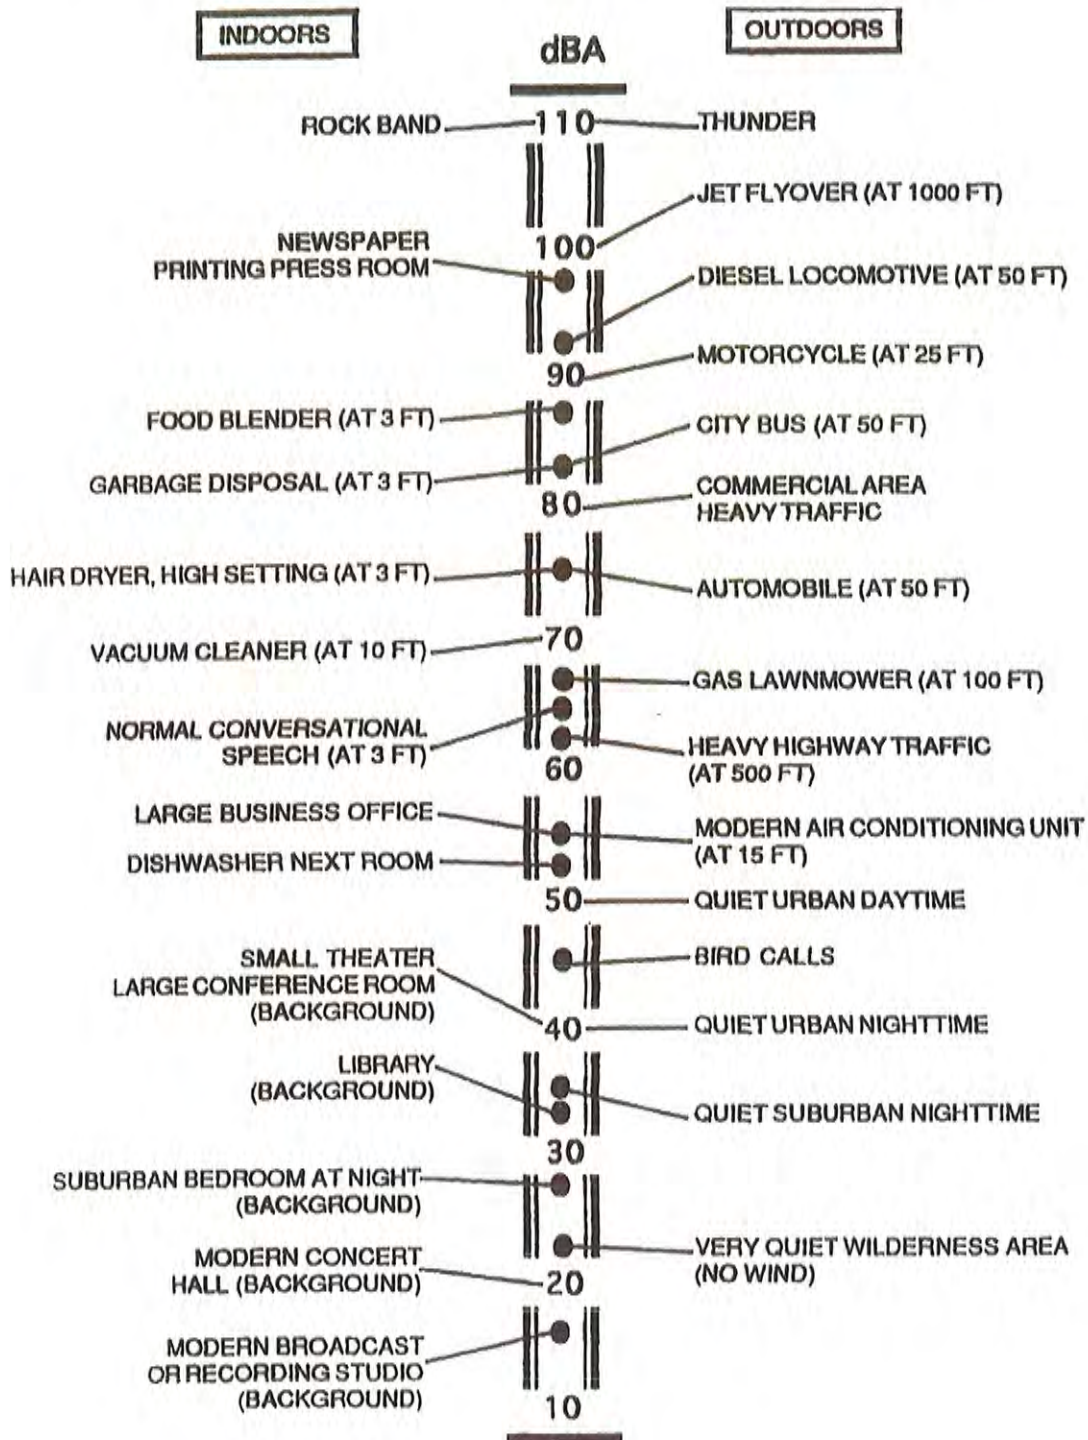 INDOORS
dBA
OUTDOORS
ROCK BAND
110
THUNDER
JET FLYOVER (AT 1000 FT)
100
NEWSPAPER
PRINTING PRESS ROOM
DIESEL LOCOMOTIVE (AT 50 FT)
MOTORCYCLE (AT 25 FT)
90
FOOD BLENDER (AT 3 FT)
CITY BUS (AT 50 FT)
GARBAGE DISPOSAL (AT 3 FT)
80
COMMERCIAL AREA
HEAVY TRAFFIC
HAIR DRYER, HIGH SETTING (AT 3 FT)
AUTOMOBILE (AT 50 FT)
70
VACUUM CLEANER (AT 10 FT)
GAS LAWNMOWER (AT 100 FT)
NORMAL CONVERSATIONAL
SPEECH (AT 3 FT)
HEAVY HIGHWAY TRAFFIC
(AT 500 FT)
60
LARGE BUSINESS OFFICE
MODERN AIR CONDITIONING UNIT
(AT 15 FT)
DISHWASHER NEXT ROOM
50
QUIET URBAN DAYTIME
SMALL THEATER
LARGE CONFERENCE ROOM
(BACKGROUND)
BIRD CALLS
40
QUIET URBAN NIGHTTIME
LIBRARY
(BACKGROUND)
QUIET SUBURBAN NIGHTTIME
30
SUBURBAN BEDROOM AT NIGHT
(BACKGROUND)
VERY QUIET WILDERNESS AREA
(NO WIND)
MODERN CONCERT
HALL (BACKGROUND)
20
MODERN BROADCAST
OR RECORDING STUDIO
(BACKGROUND)
10